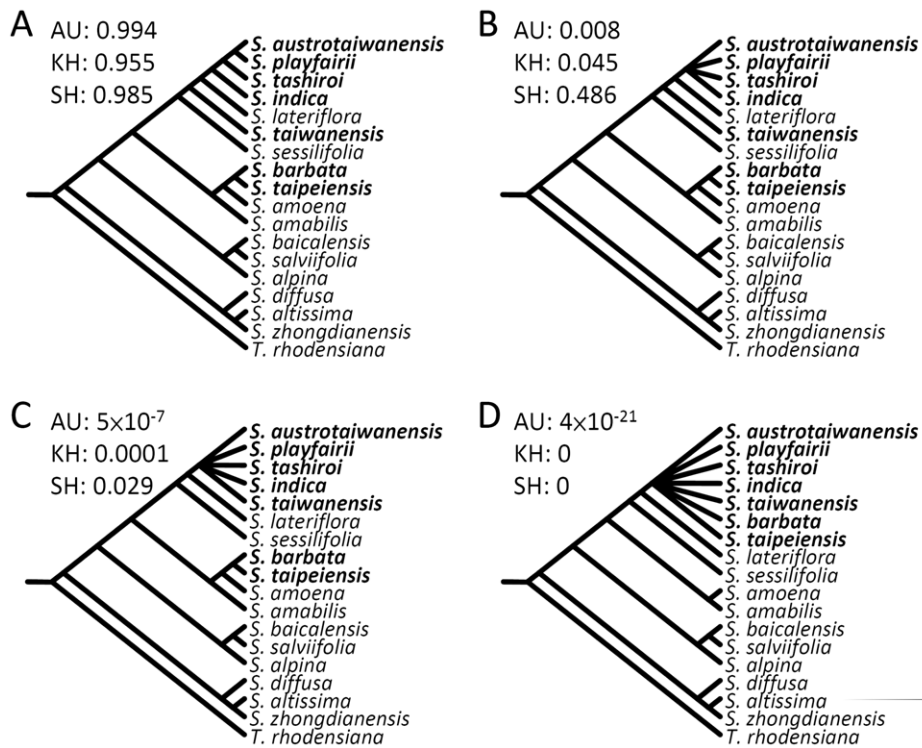 A
AU: 0.994
KH: 0.955
SH: 0.985
S. austrotaiwanensis
S. playfairii
S. tashiroi
S. indica
S. lateriflora
S. taiwanensis
S. sessilifolia
S. barbata
S. taipeiensis
S. amoena
S. amabilis
S. baicalensis
S. salviifolia
S. alpina
S. diffusa
S. altissima
S. zhongdianensis
T. rhodensiana
B
AU: 0.008
KH: 0.045
SH: 0.486
S. austrotaiwanensis
S. playfairii
S. tashiroi
S. indica
S. lateriflora
S. taiwanensis
S. sessilifolia
S. barbata
S. taipeiensis
S. amoena
S. amabilis
S. baicalensis
S. salviifolia
S. alpina
S. diffusa
S. altissima
S. zhongdianensis
T. rhodensiana
C
AU: 5×10⁻⁷
KH: 0.0001
SH: 0.029
S. austrotaiwanensis
S. playfairii
S. tashiroi
S. indica
S. taiwanensis
S. lateriflora
S. sessilifolia
S. barbata
S. taipeiensis
S. amoena
S. amabilis
S. baicalensis
S. salviifolia
S. alpina
S. diffusa
S. altissima
S. zhongdianensis
T. rhodensiana
D
AU: 4×10⁻²¹
KH: 0
SH: 0
S. austrotaiwanensis
S. playfairii
S. tashiroi
S. indica
S. taiwanensis
S. barbata
S. taipeiensis
S. lateriflora
S. sessilifolia
S. amoena
S. amabilis
S. baicalensis
S. salviifolia
S. alpina
S. diffusa
S. altissima
S. zhongdianensis
T. rhodensiana